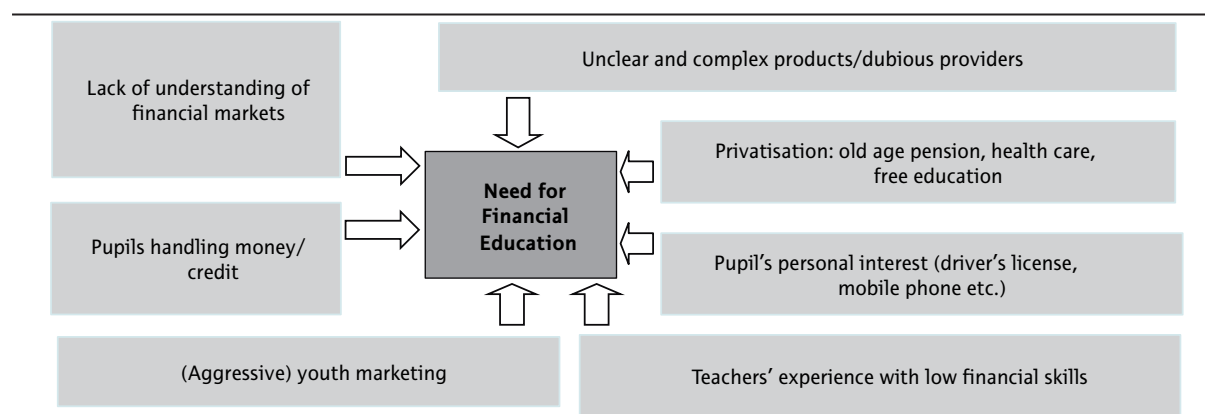 Unclear and complex products/dubious providers
Lack of understanding of
financial markets
Privatisation: old age pension, health care,
free education
Need for
Financial
Education
Pupils handling money/
credit
Pupil’s personal interest (driver’s license,
mobile phone etc.)
(Aggressive) youth marketing
Teachers’ experience with low financial skills